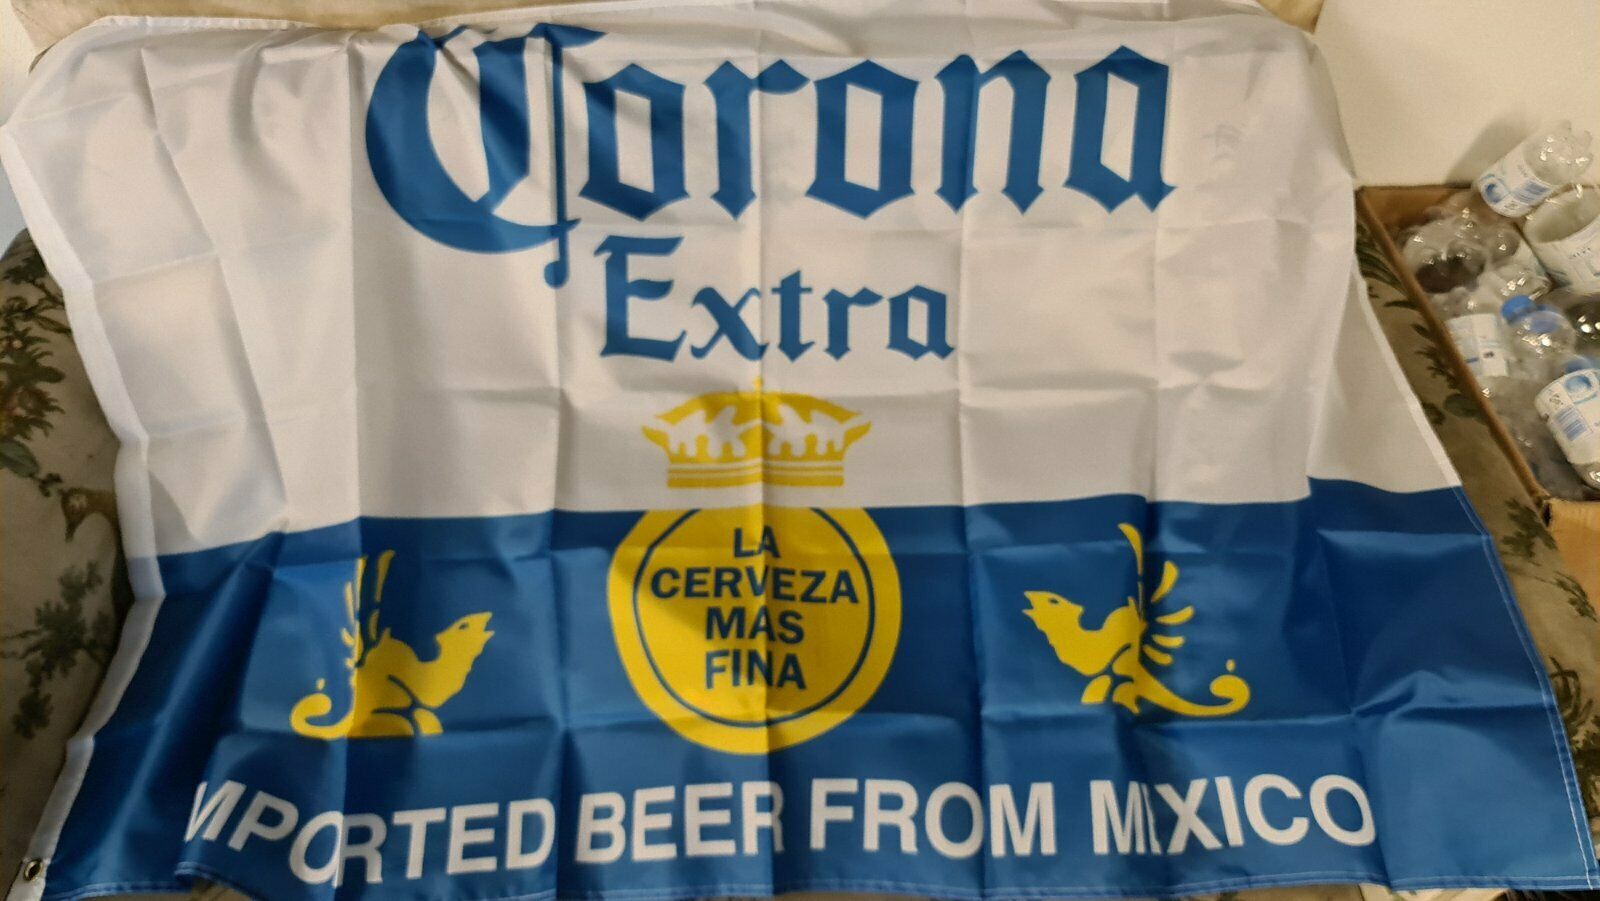 Corona
Extra
LA
CERVEZA
MAS
FINA
IMPORTED BEER FROM MEXICO